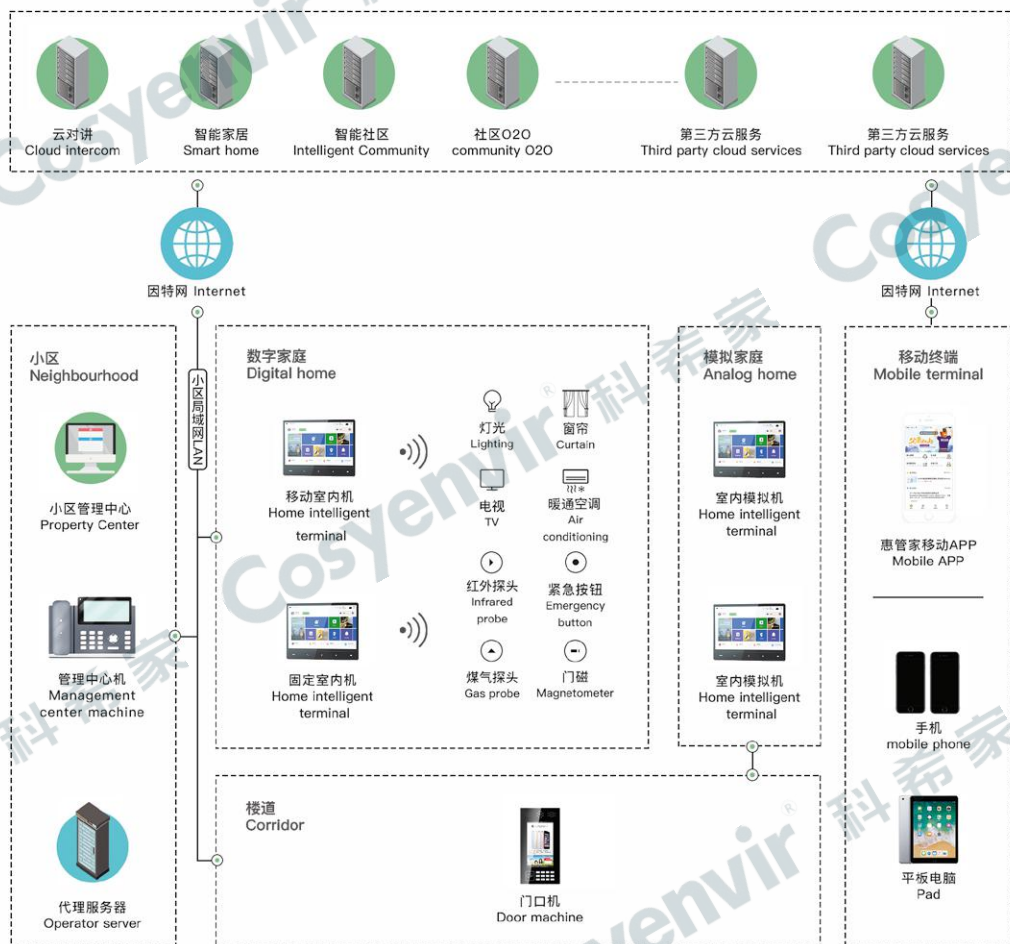 云对讲
Cloud intercom
智能家居
Smart home
智能社区
Intelligent Community
社区O2O
community O2O
第三方云服务
Third party cloud services
第三方云服务
Third party cloud services
因特网 Internet
因特网 Internet
小区
Neighbourhood
小区管理中心
Property Center
管理中心机
Management
center machine
代理服务器
Operator server
小区局域网LAN
数字家庭
Digital home
移动室内机
Home intelligent
terminal
固定室内机
Home intelligent
terminal
灯光
Lighting
窗帘
Curtain
电视
TV
暖通空调
Air
conditioning
红外探头
Infrared
probe
紧急按钮
Emergency
button
煤气探头
Gas probe
门磁
Magnetometer
模拟家庭
Analog home
室内模拟机
Home intelligent
terminal
室内模拟机
Home intelligent
terminal
移动终端
Mobile terminal
惠管家移动APP
Mobile APP
手机
mobile phone
平板电脑
Pad
楼道
Corridor
门口机
Door machine
Cosyenvir
Cosyenvir® 科希家
科希家
Cosyenvir® 科希家